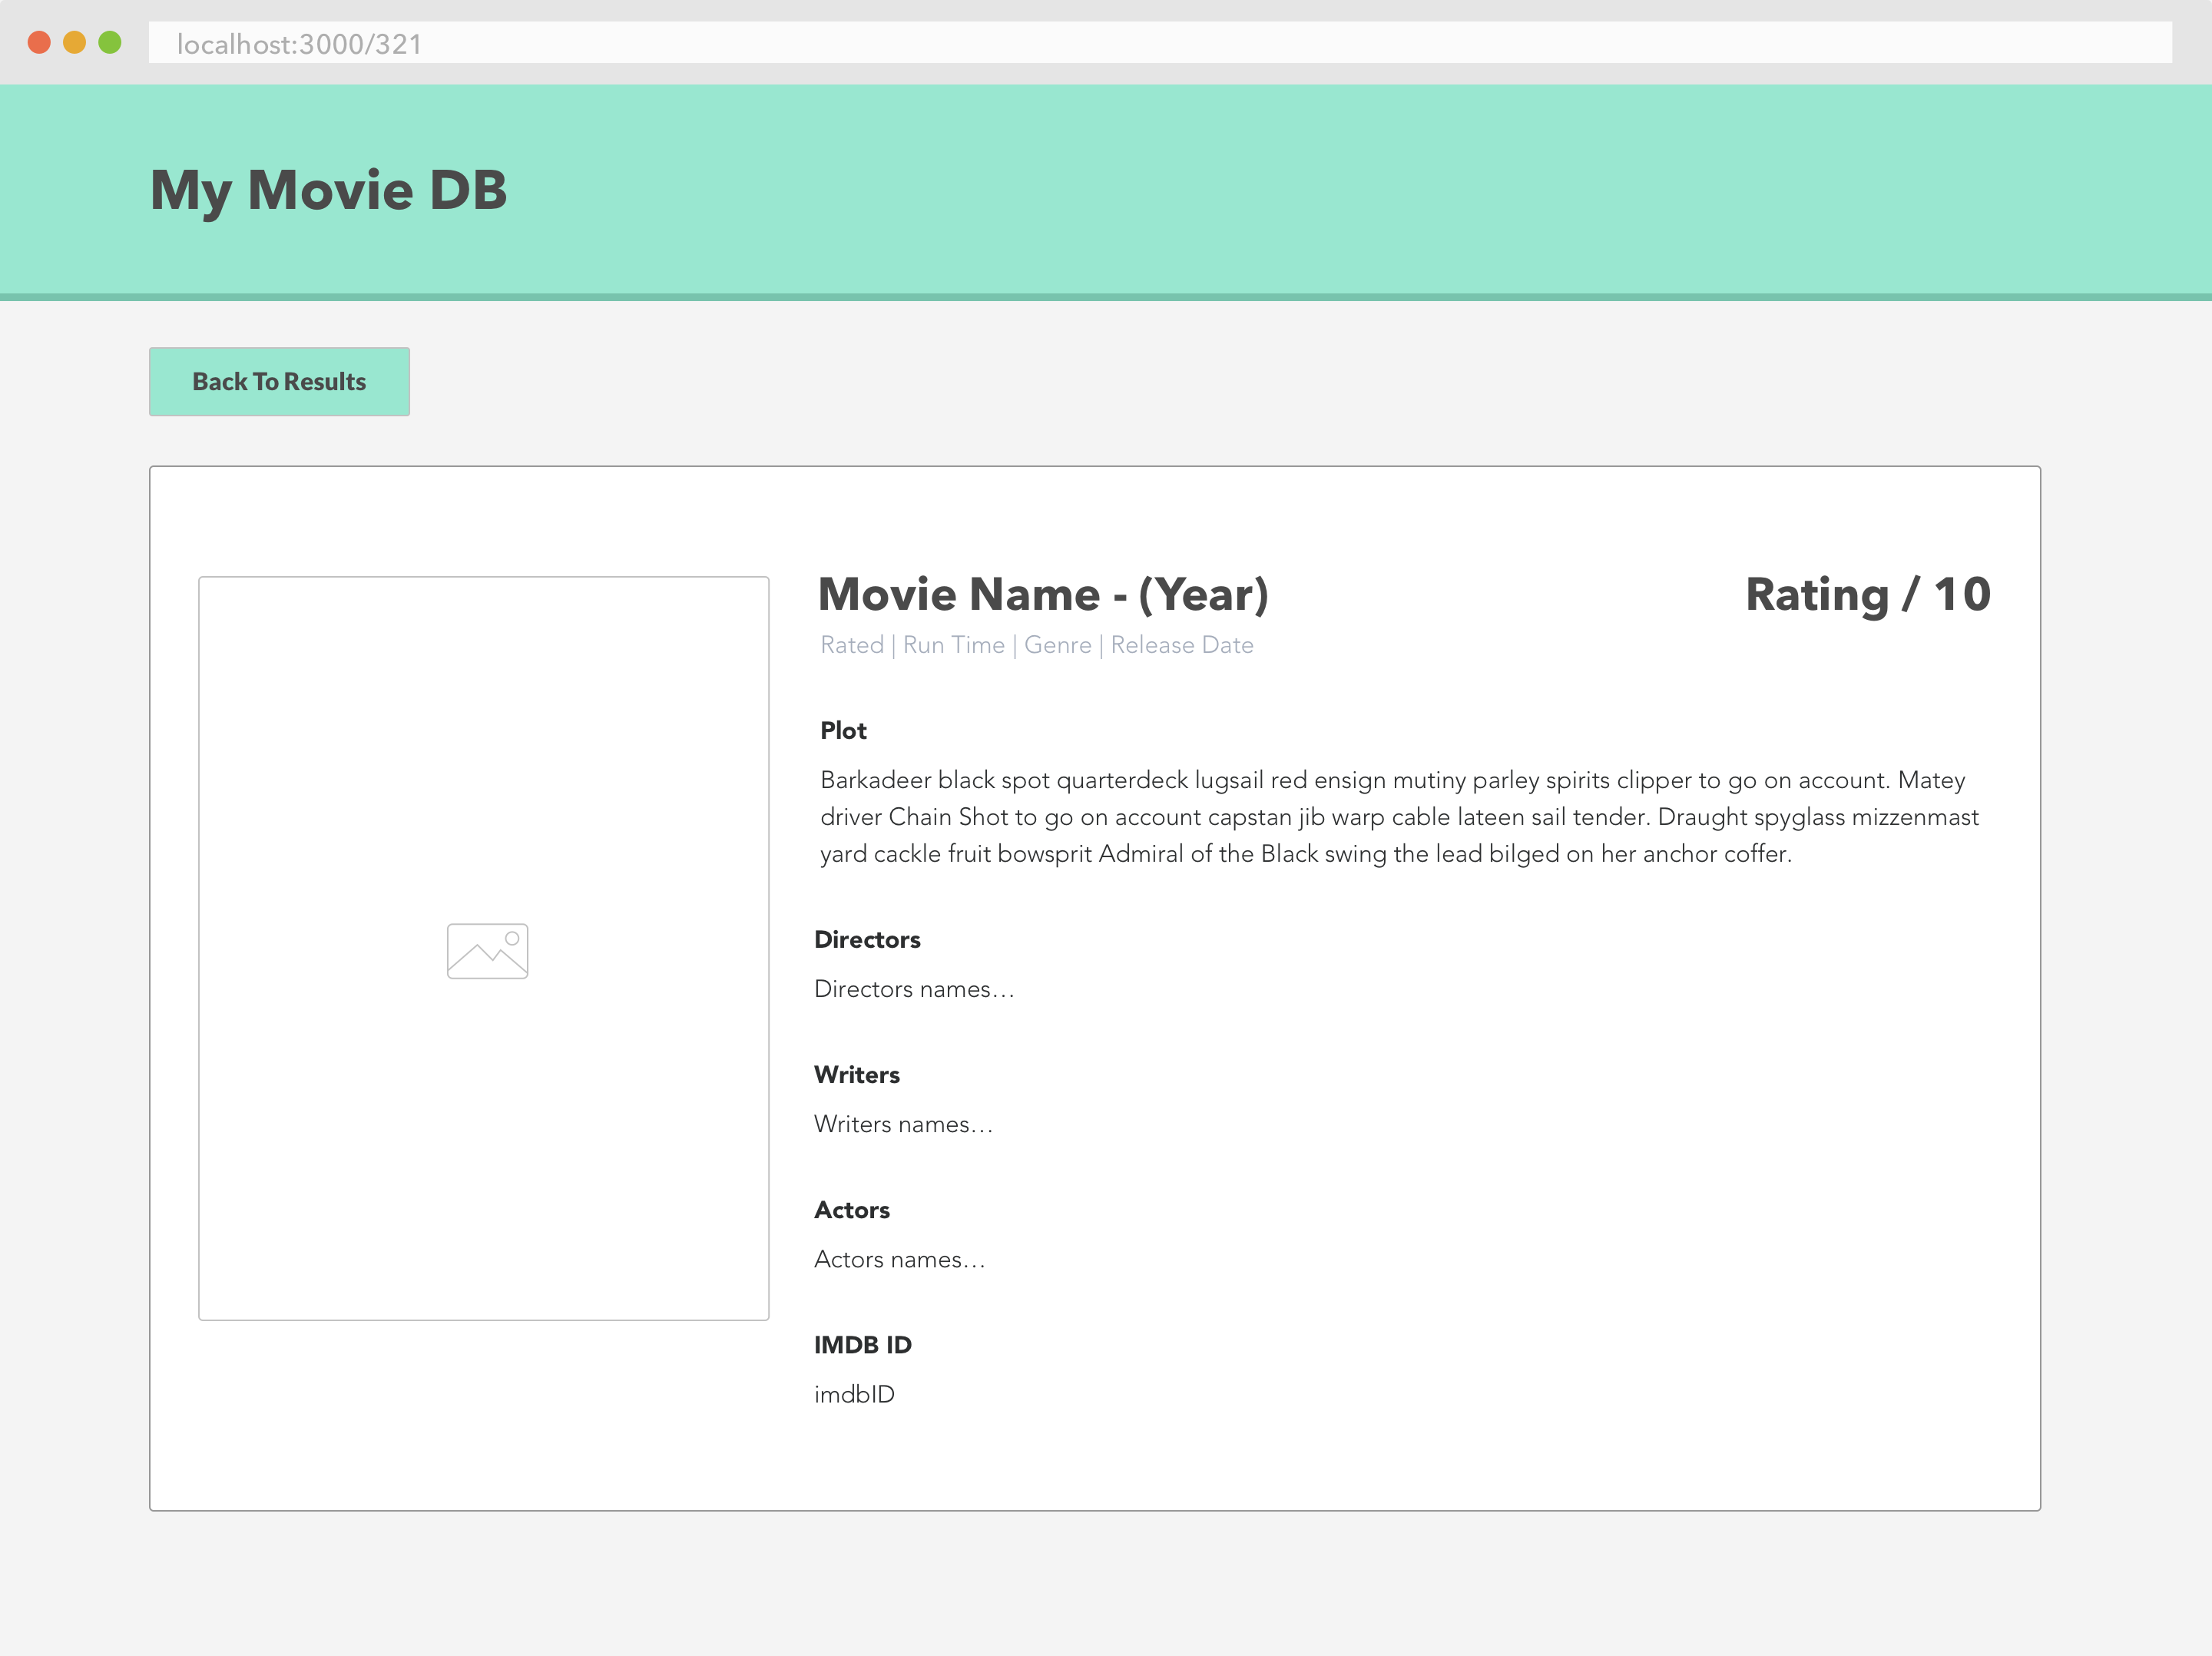 localhost:3000/321
My Movie DB
Back To Results
Movie Name - (Year)
Rating / 10
Rated | Run Time | Genre | Release Date
Plot
Barkadeer black spot quarterdeck lugsail red ensign mutiny parley spirits clipper to go on account. Matey
driver Chain Shot to go on account capstan jib warp cable lateen sail tender. Draught spyglass mizzenmast
yard cackle fruit bowsprit Admiral of the Black swing the lead bilged on her anchor coffer.
Directors
Directors names…
Writers
Writers names…
Actors
Actors names…
IMDB ID
imdbID